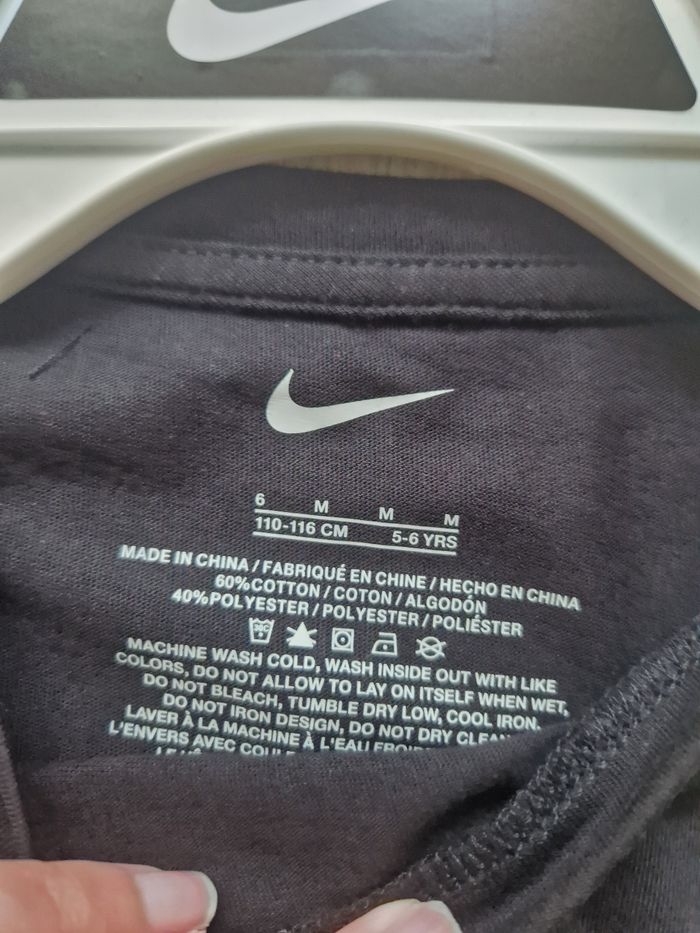 6 M M M
110-116 CM 5-6 YRS
MADE IN CHINA / FABRIQUÉ EN CHINE / HECHO EN CHINA
60%COTTON / COTON / ALGODÓN
40%POLYESTER / POLYESTER / POLIÉSTER
30C
MACHINE WASH COLD, WASH INSIDE OUT WITH LIKE
COLORS, DO NOT ALLOW TO LAY ON ITSELF WHEN WET,
DO NOT BLEACH, TUMBLE DRY LOW, COOL IRON.
DO NOT IRON DESIGN, DO NOT DRY CLEAN
LAVER À LA MACHINE À L'EAU FROIDE
L'ENVERS AVEC